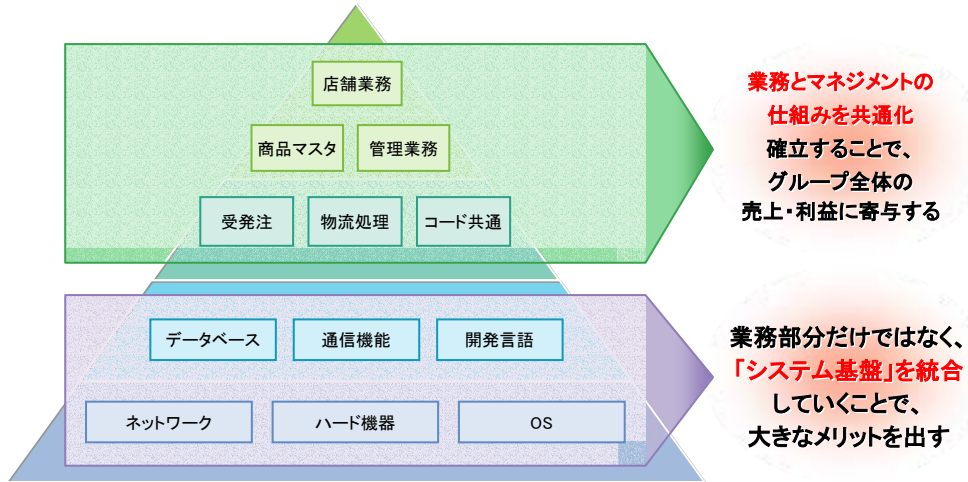 店舗業務
商品マスタ
管理業務
受発注
物流処理
コード共通
業務とマネジメントの
仕組みを共通化
確立することで、
グループ全体の
売上・利益に寄与する
データベース
通信機能
開発言語
ネットワーク
ハード機器
OS
業務部分だけではなく、
「システム基盤」を統合
していくことで、
大きなメリットを出す